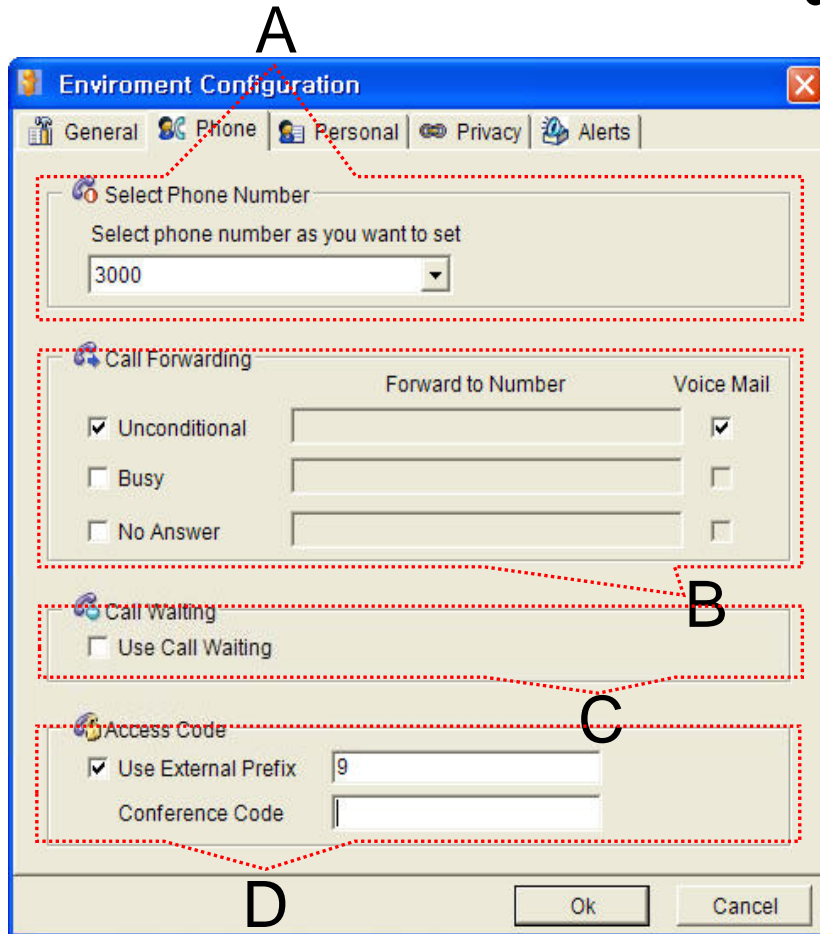 A
Enviroment Configuration
General Phone Personal Privacy Alerts
Select Phone Number
Select phone number as you want to set
3000
Call Forwarding
Forward to Number Voice Mail
Unconditional
Busy
No Answer
B
Call Waiting
Use Call Waiting
C
Access Code
Use External Prefix 9
Conference Code
D
Ok Cancel